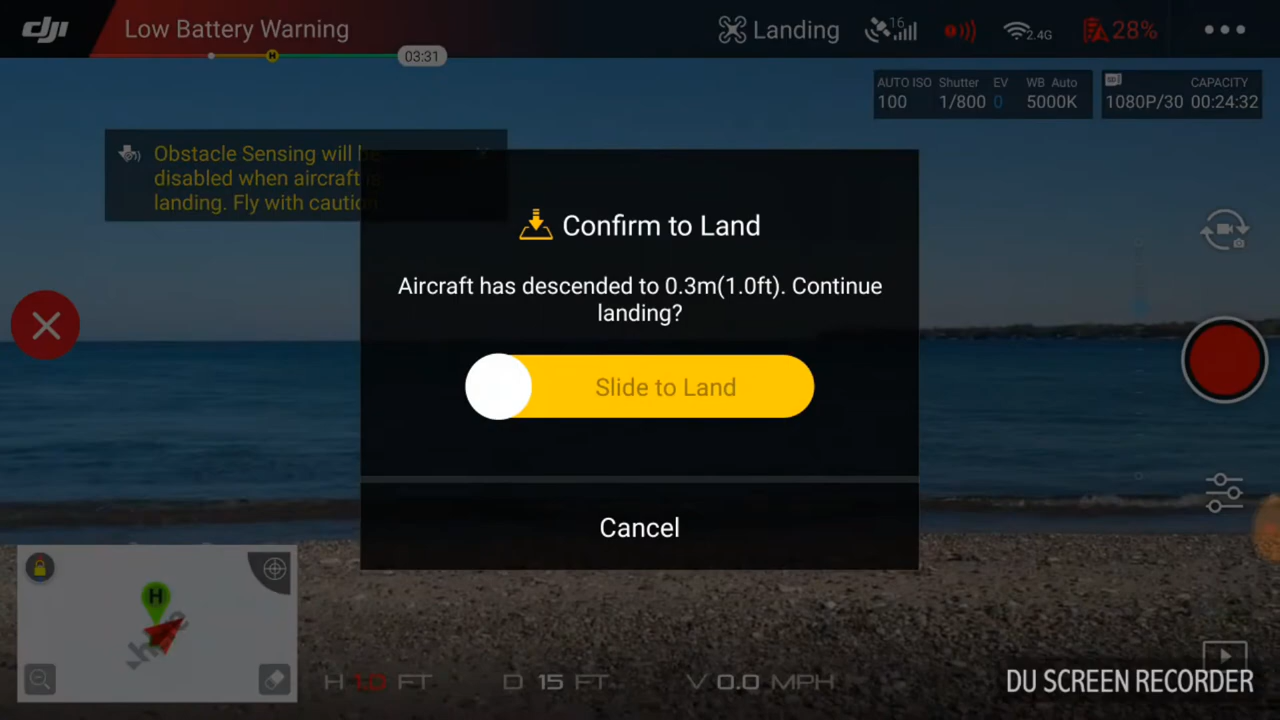 dji
Low Battery Warning
Landing
16
2.4G
28%
H
03:31
AUTO ISO Shutter EV WB Auto
100 1/800 0 5000K
CAPACITY
1080P/30 00:24:32
Obstacle Sensing will be
disabled when aircraft is
landing. Fly with caution
Confirm to Land
Aircraft has descended to 0.3m(1.0ft). Continue
landing?
Slide to Land
Cancel
H
H 1.0 FT D 15 FT V 0.0 MPH
DU SCREEN RECORDER